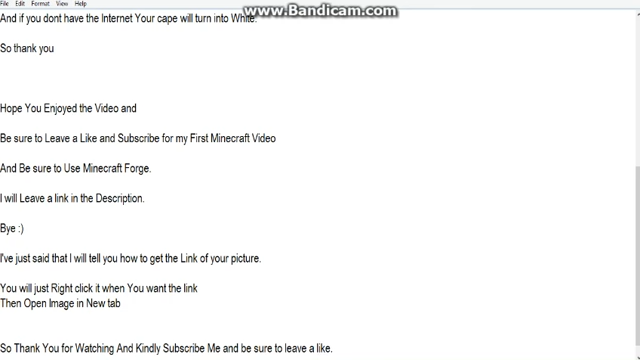 File Edit Format View Help
www.Bandicam.com
And if you dont have the Internet Your cape will turn into White.
So thank you
Hope You Enjoyed the Video and
Be sure to Leave a Like and Subscribe for my First Minecraft Video
And Be sure to Use Minecraft Forge.
I will Leave a link in the Description.
Bye :)
I've just said that I will tell you how to get the Link of your picture.
You will just Right click it when You want the link
Then Open Image in New tab
So Thank You for Watching And Kindly Subscribe Me and be sure to leave a like.